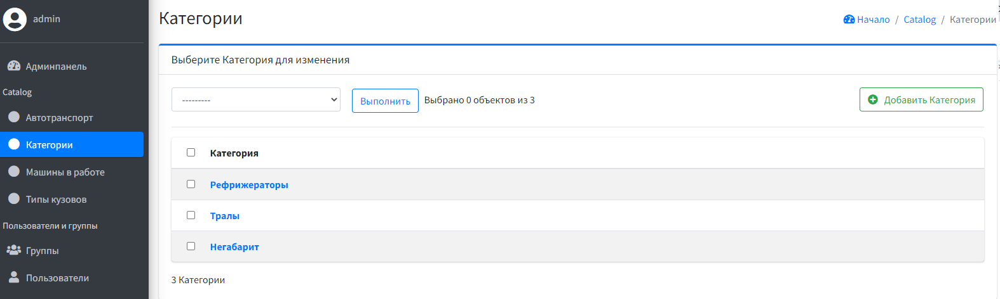 admin
Админпанель
Catalog
Автотранспорт
Категории
Машины в работе
Типы кузовов
Пользователи и группы
Группы
Пользователи
Категории
Начало / Catalog / Категории
Выберите Категория для изменения
---------
Выполнить
Выбрано 0 объектов из 3
Добавить Категория
Категория
Рефрижераторы
Тралы
Негабарит
3 Категории